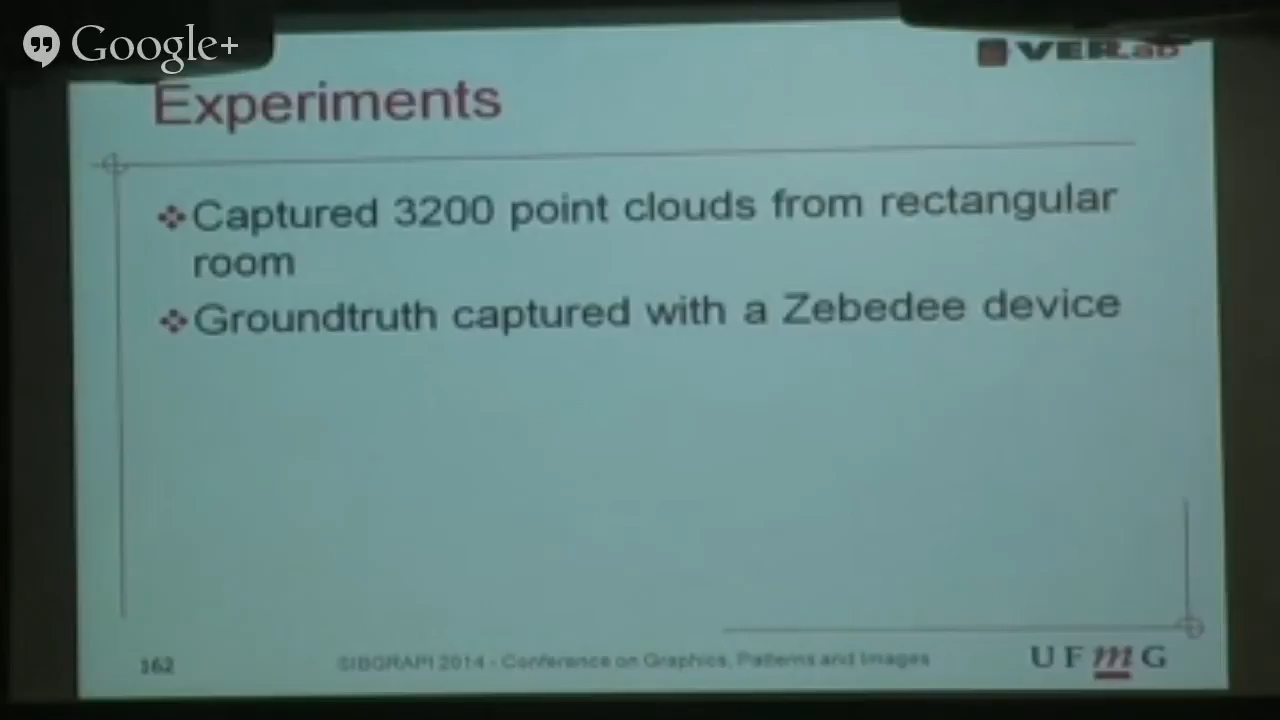 Google+
VERLab
Experiments
Captured 3200 point clouds from rectangular
room
Groundtruth captured with a Zebedee device
162
SIBGRAPI 2014 - Conference on Graphics, Patterns and Images
UFmG